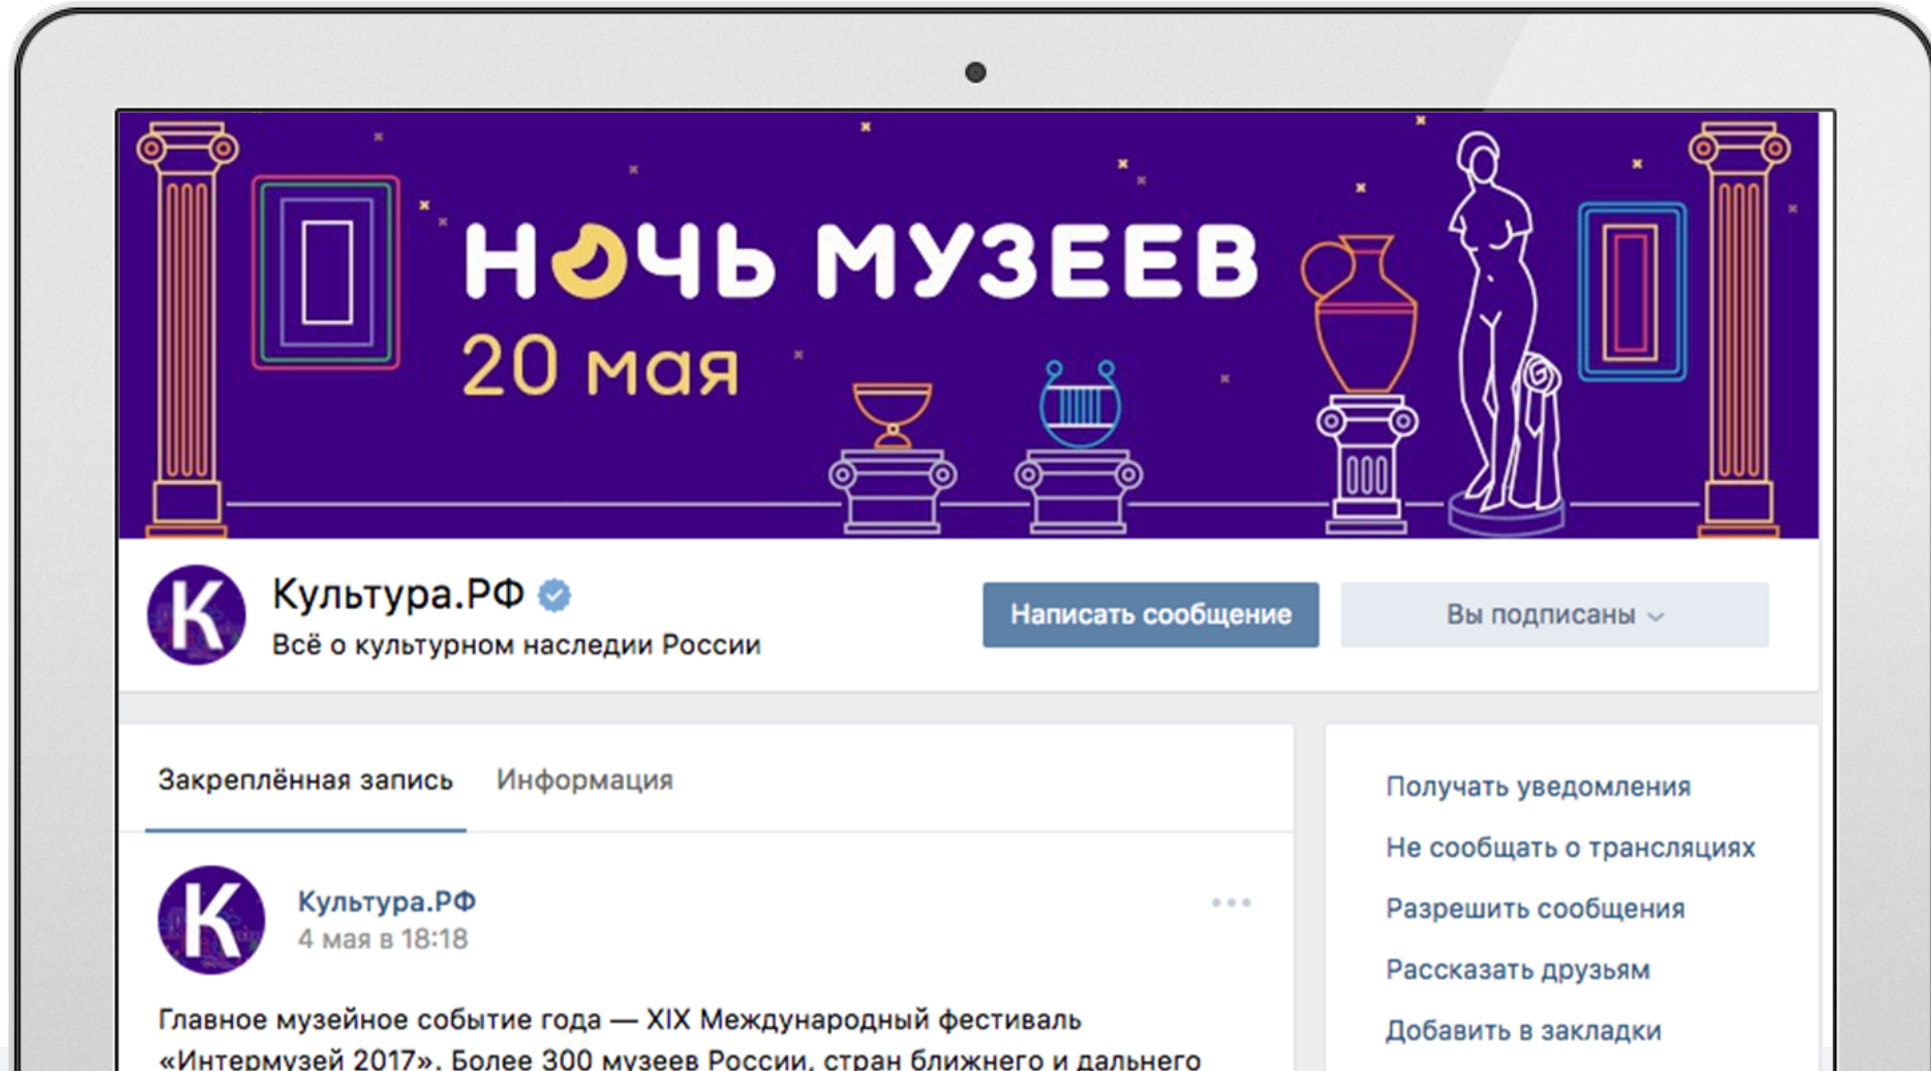 НОЧЬ МУЗЕЕВ
20 мая
К
Культура.РФ
Всё о культурном наследии России
Написать сообщение
Вы подписаны
Закреплённая запись
Информация
К
Культура.РФ
4 мая в 18:18
Главное музейное событие года — XIX Международный фестиваль
«Интермузей 2017». Более 300 музеев России, стран ближнего и дальнего
Получать уведомления
Не сообщать о трансляциях
Разрешить сообщения
Рассказать друзьям
Добавить в закладки